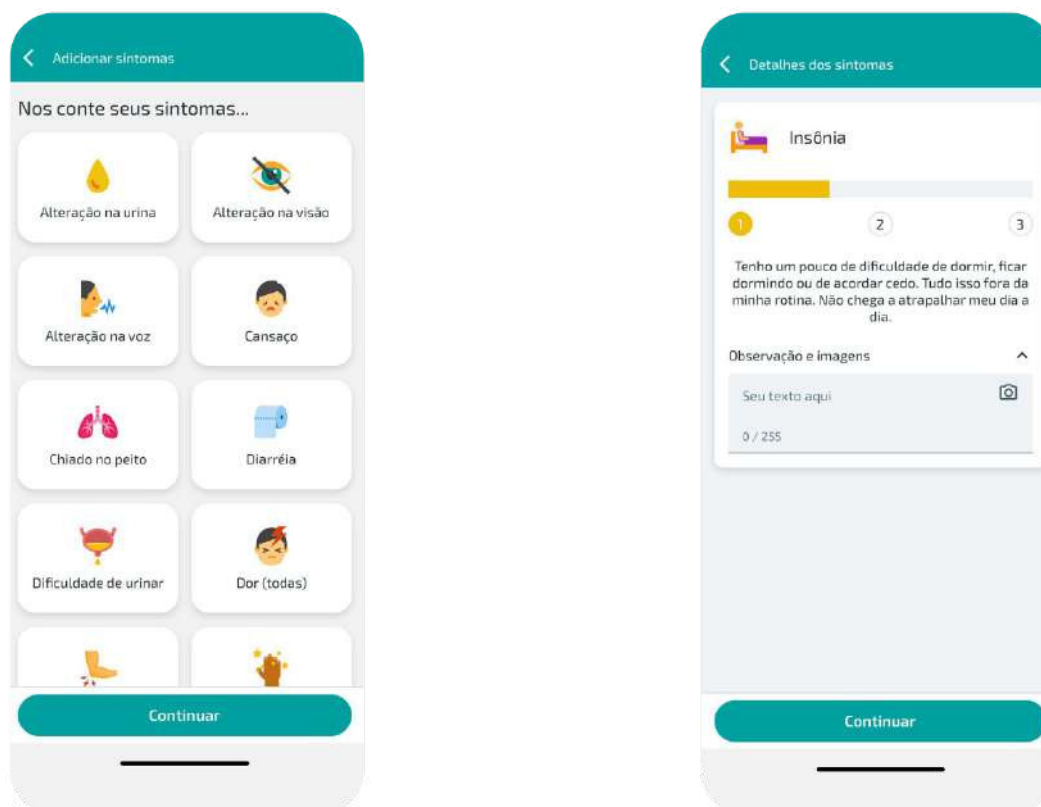 Adicionar sintomas
Nos conte seus sintomas...
Alteração na urina
Alteração na visão
Alteração na voz
Cansaço
Chiado no peito
Diarréia
Dificuldade de urinar
Dor (todas)
Continuar
Detalhes dos sintomas
Insônia
1
2
3
Tenho um pouco de dificuldade de dormir, ficar
dormindo ou de acordar cedo. Tudo isso fora da
minha rotina. Não chega a atrapalhar meu dia a
dia.
Observação e imagens
Seu texto aqui
0 / 255
Continuar